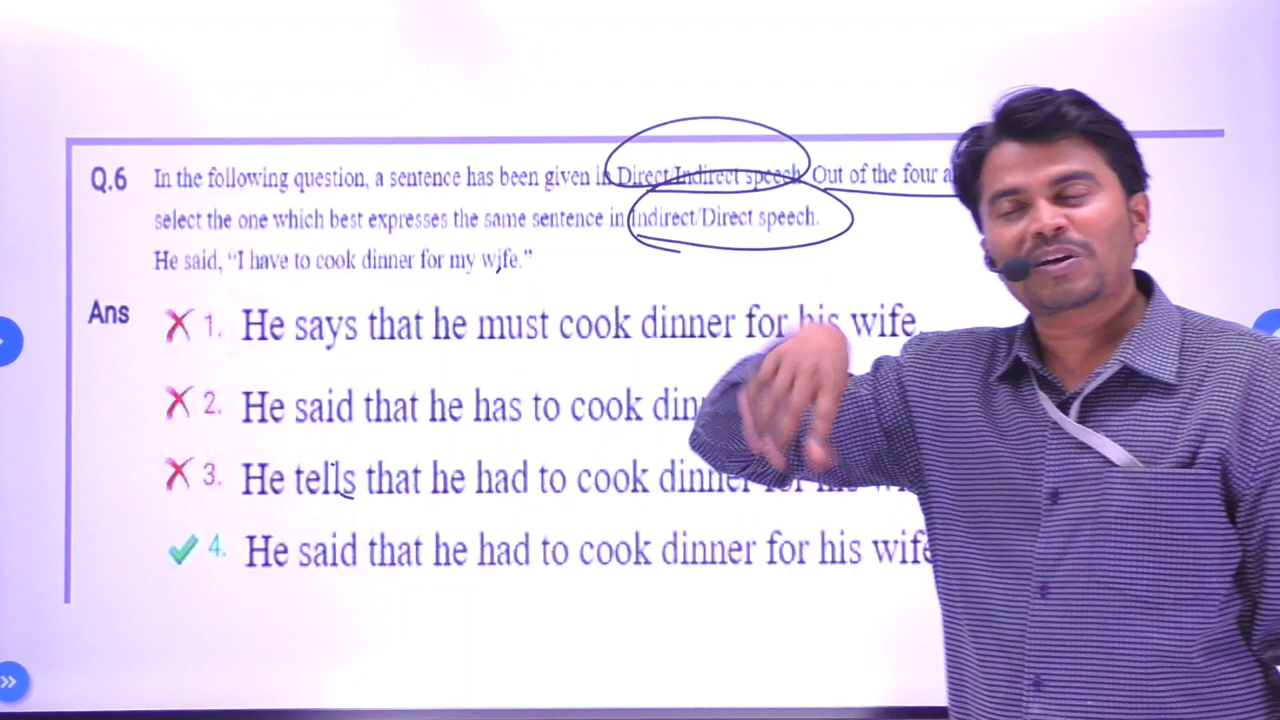 Q.6 In the following question, a sentence has been given in Direct/Indirect speech. Out of the four a
select the one which best expresses the same sentence in Indirect/Direct speech.
He said, “I have to cook dinner for my wife.”
Ans
1. He says that he must cook dinner for his wife.
2. He said that he has to cook din
3. He tells that he had to cook dinner for his wi
4. He said that he had to cook dinner for his wife